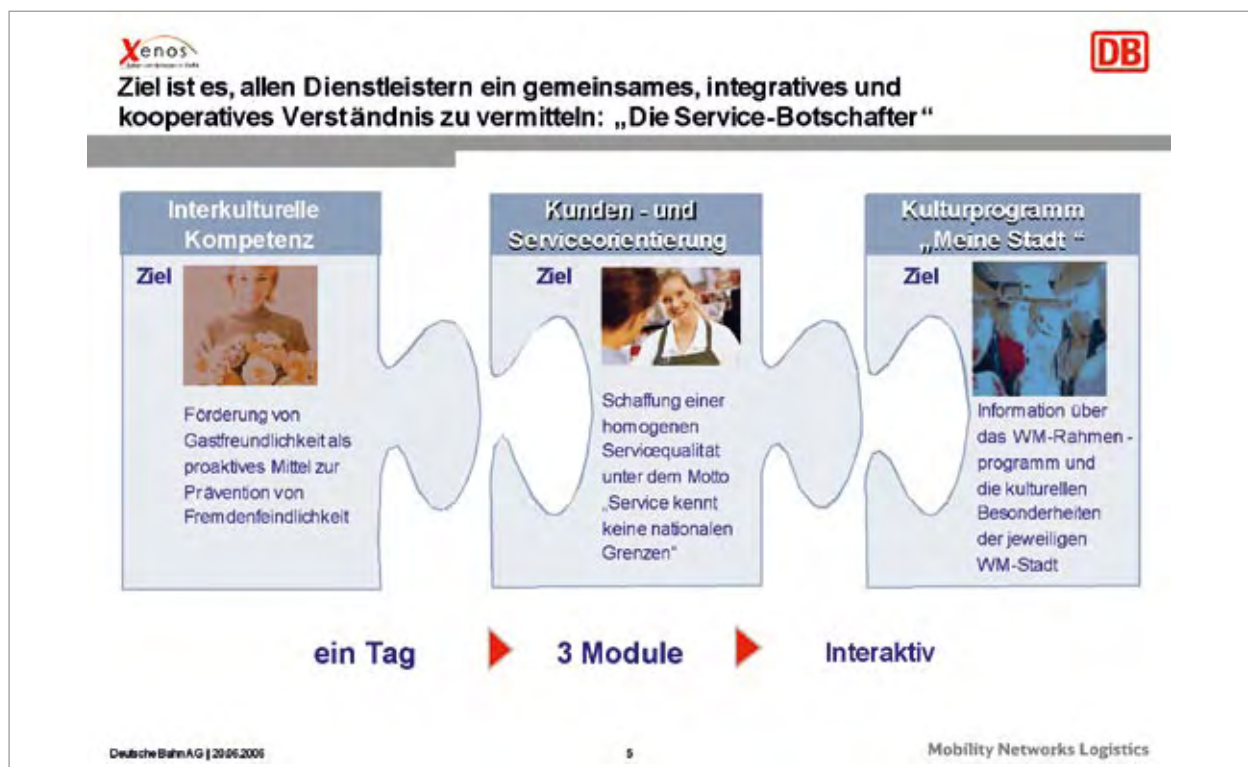 Xenos
DB
Ziel ist es, allen Dienstleistern ein gemeinsames, integratives und
kooperatives Verständnis zu vermitteln: „Die Service-Botschafter“
Interkulturelle
Kompetenz
Ziel
Förderung von
Gastfreundlichkeit als
proaktives Mittel zur
Prävention von
Fremdenfeindlichkeit
Kunden - und
Serviceorientierung
Ziel
Schaffung einer
homogenen
Servicequalität
unter dem Motto
„Service kennt
keine nationalen
Grenzen“
Kulturprogramm
„Meine Stadt “
Ziel
Information über
das WM-Rahmen -
programm und
die kulturellen
Besonderheiten
der jeweiligen
WM-Stadt
ein Tag
3 Module
Interaktiv
Deutsche Bahn AG | 20.06.2006
5
Mobility Networks Logistics